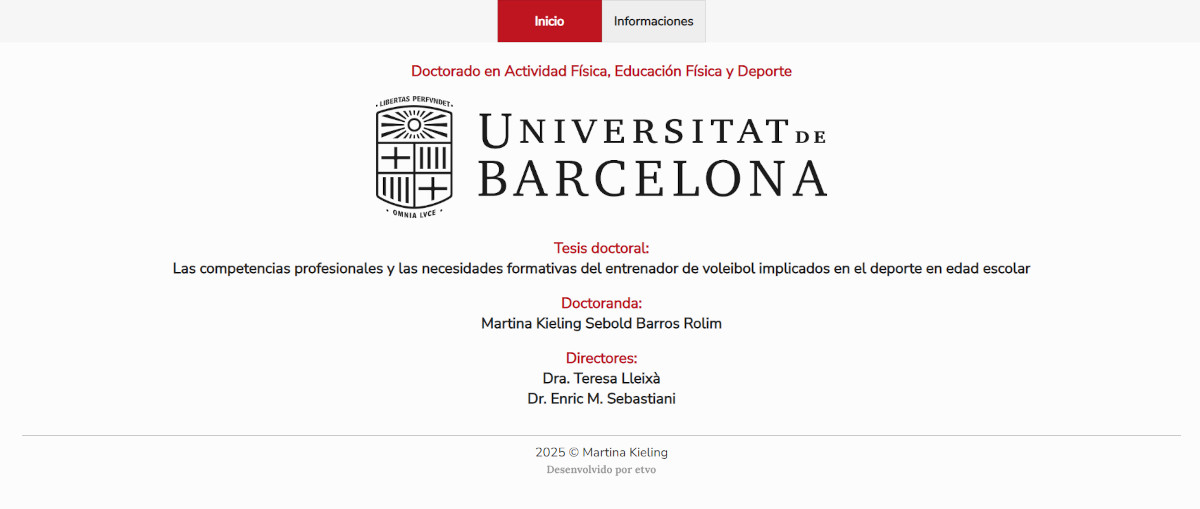 Inicio
Informaciones
Doctorado en Actividad Física, Educación Física y Deporte
· LIBERTAS PERFVNDET ·
UNIVERSITAT DE
BARCELONA
· OMNIA LVCE ·
Tesis doctoral:
Las competencias profesionales y las necesidades formativas del entrenador de voleibol implicados en el deporte en edad escolar
Doctoranda:
Martina Kieling Sebold Barros Rolim
Directores:
Dra. Teresa Lleixà
Dr. Enric M. Sebastiani
2025 © Martina Kieling
Desenvolvido por etvo